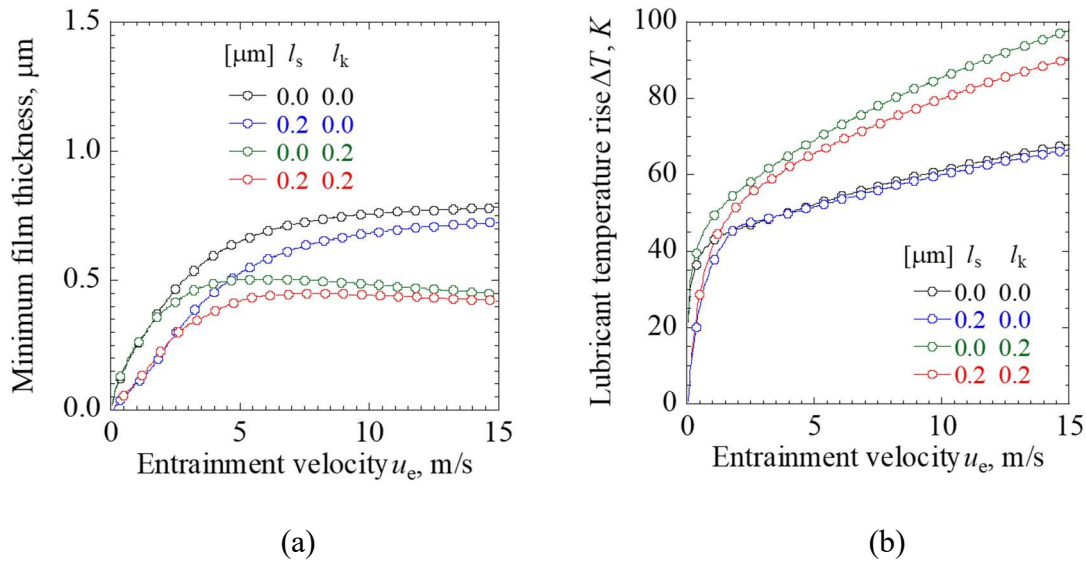 Minimum film thickness, μm
1.5
1.0
0.5
0.0
[μm] lₛ lₖ
0.0 0.0
0.2 0.0
0.0 0.2
0.2 0.2
0 5 10 15
Entrainment velocity uₑ, m/s
(a)
Lubricant temperature rise ΔT, K
100
80
60
40
20
0
[μm] lₛ lₖ
0.0 0.0
0.2 0.0
0.0 0.2
0.2 0.2
0 5 10 15
Entrainment velocity uₑ, m/s
(b)